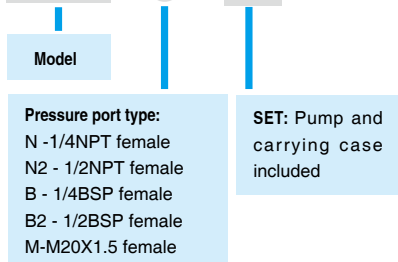 Model
Pressure port type:
N -1/4NPT female
N2 - 1/2NPT female
B - 1/4BSP female
B2 - 1/2BSP female
M-M20X1.5 female
SET: Pump and
carrying case
included